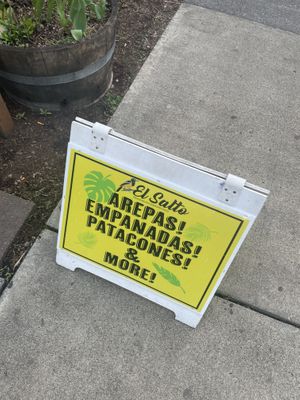 El Salto
AREPAS!
EMPANADAS!
PATACONES!
&
MORE!